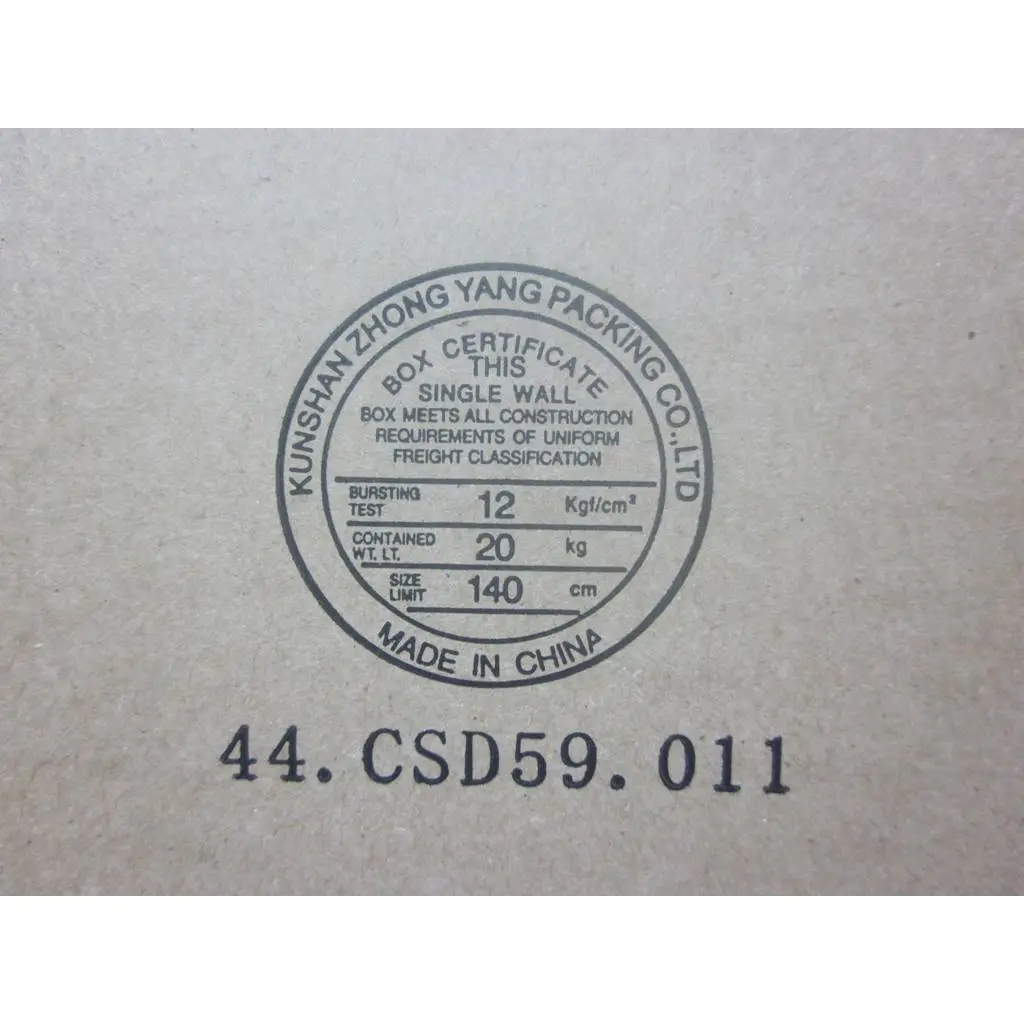 KUNSHAN ZHONG YANG PACKING CO.,LTD
BOX CERTIFICATE
THIS
SINGLE WALL
BOX MEETS ALL CONSTRUCTION
REQUIREMENTS OF UNIFORM
FREIGHT CLASSIFICATION
BURSTING TEST 12 Kgf/cm²
CONTAINED WT. LT. 20 kg
SIZE LIMIT 140 cm
MADE IN CHINA
44.CSD59.011